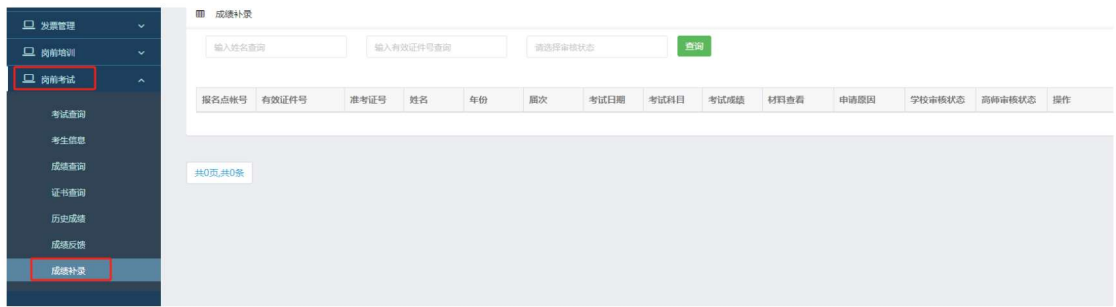 发票管理
岗前培训
岗前考试
考试查询
考生信息
成绩查询
证书查询
历史成绩
成绩反馈
成绩补录
成绩补录
输入姓名查询 输入有效证件号查询 请选择审核状态 查询
报名点帐号 有效证件号 准考证号 姓名 年份 届次 考试日期 考试科目 考试成绩 材料查看 申请原因 学校审核状态 高师审核状态 操作
共0页,共0条